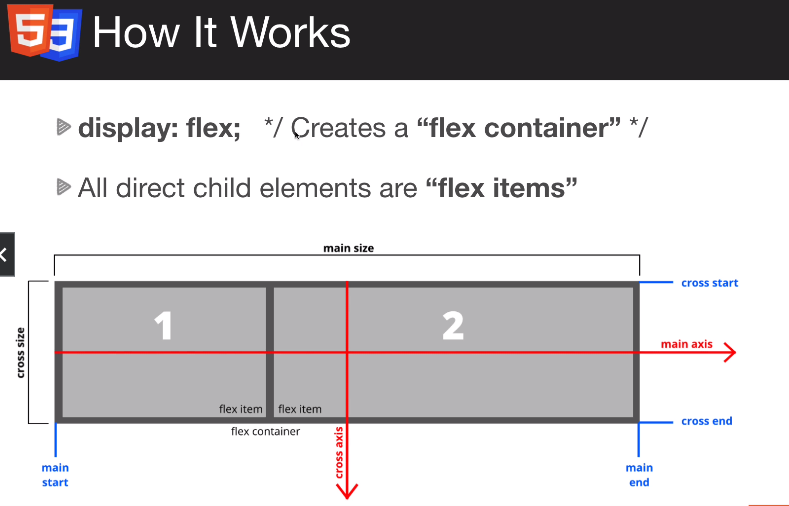 5 3 How It Works
display: flex; */ Creates a “flex container” */
All direct child elements are “flex items”
main size
cross start
cross size
1 2
main axis
flex item flex item
flex container
cross axis
cross end
main start
main end